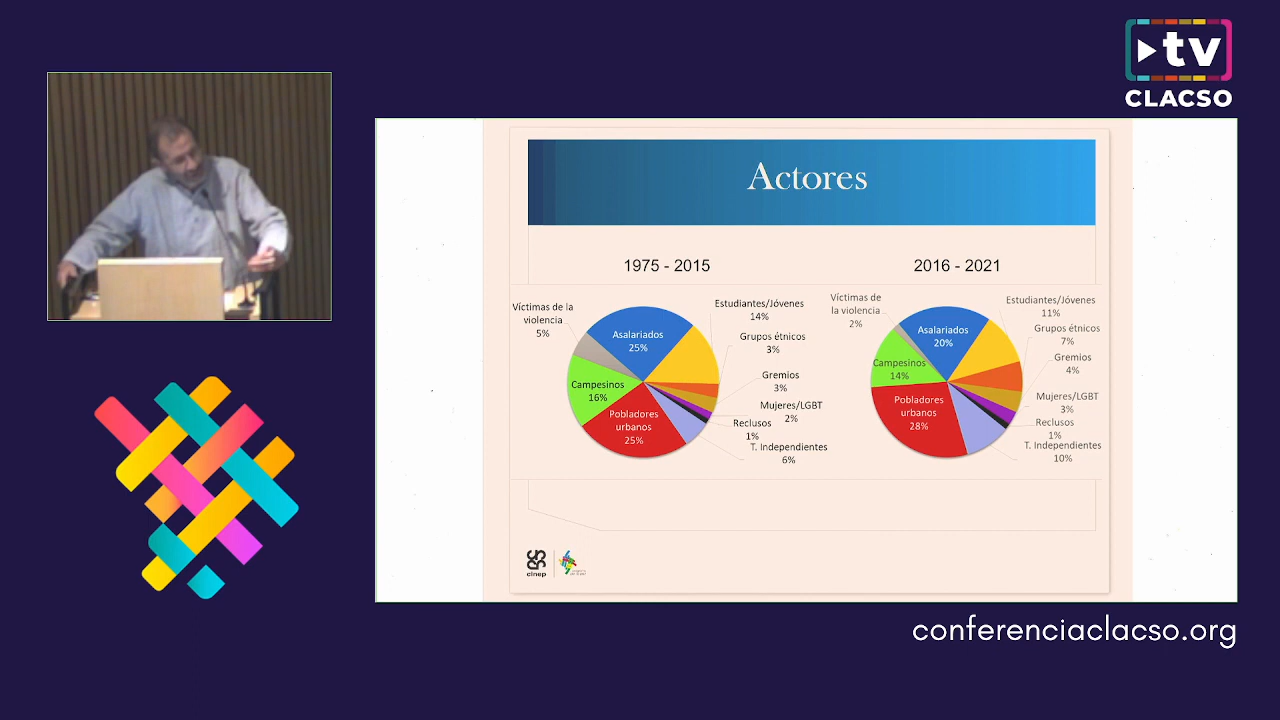 tv
CLACSO
Actores
1975 - 2015
2016 - 2021
Víctimas de la
violencia
5%
Asalariados
25%
Estudiantes/Jóvenes
14%
Grupos étnicos
3%
Gremios
3%
Mujeres/LGBT
2%
Reclusos
1%
T. Independientes
6%
Pobladores
urbanos
25%
Campesinos
16%
Víctimas de
la violencia
2%
Asalariados
20%
Estudiantes/Jóvenes
11%
Grupos étnicos
7%
Gremios
4%
Mujeres/LGBT
3%
Reclusos
1%
T. Independientes
10%
Pobladores
urbanos
28%
Campesinos
14%
cinep
conferenciaclacso.org